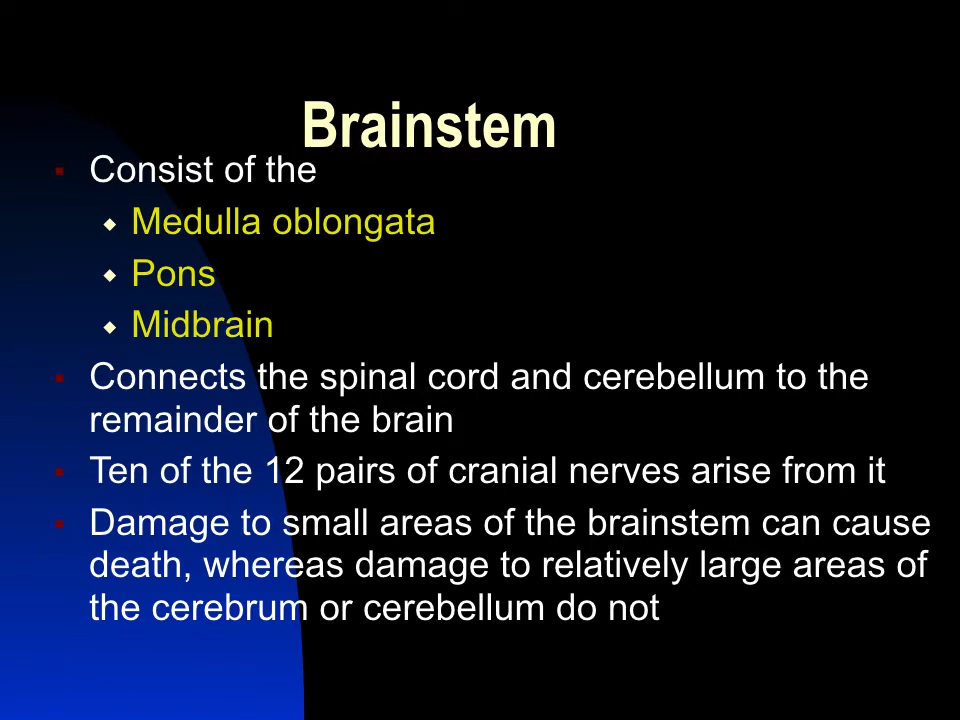 Brainstem
▪ Consist of the
◆ Medulla oblongata
◆ Pons
◆ Midbrain
▪ Connects the spinal cord and cerebellum to the
remainder of the brain
▪ Ten of the 12 pairs of cranial nerves arise from it
▪ Damage to small areas of the brainstem can cause
death, whereas damage to relatively large areas of
the cerebrum or cerebellum do not